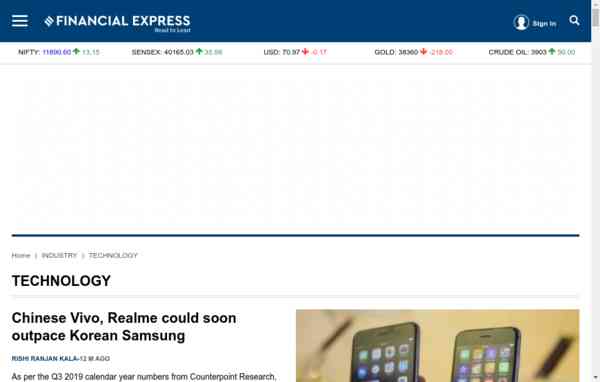 FINANCIAL EXPRESS
Read to Lead
Sign In
NIFTY: 11890.60 13.15 SENSEX: 40165.03 35.98 USD: 70.97 -0.17 GOLD: 38360 -218.00 CRUDE OIL: 3903 50.00
Home | INDUSTRY | TECHNOLOGY
TECHNOLOGY
Chinese Vivo, Realme could soon
outpace Korean Samsung
RISHI RANJAN KALA-12 M AGO
As per the Q3 2019 calendar year numbers from Counterpoint Research,